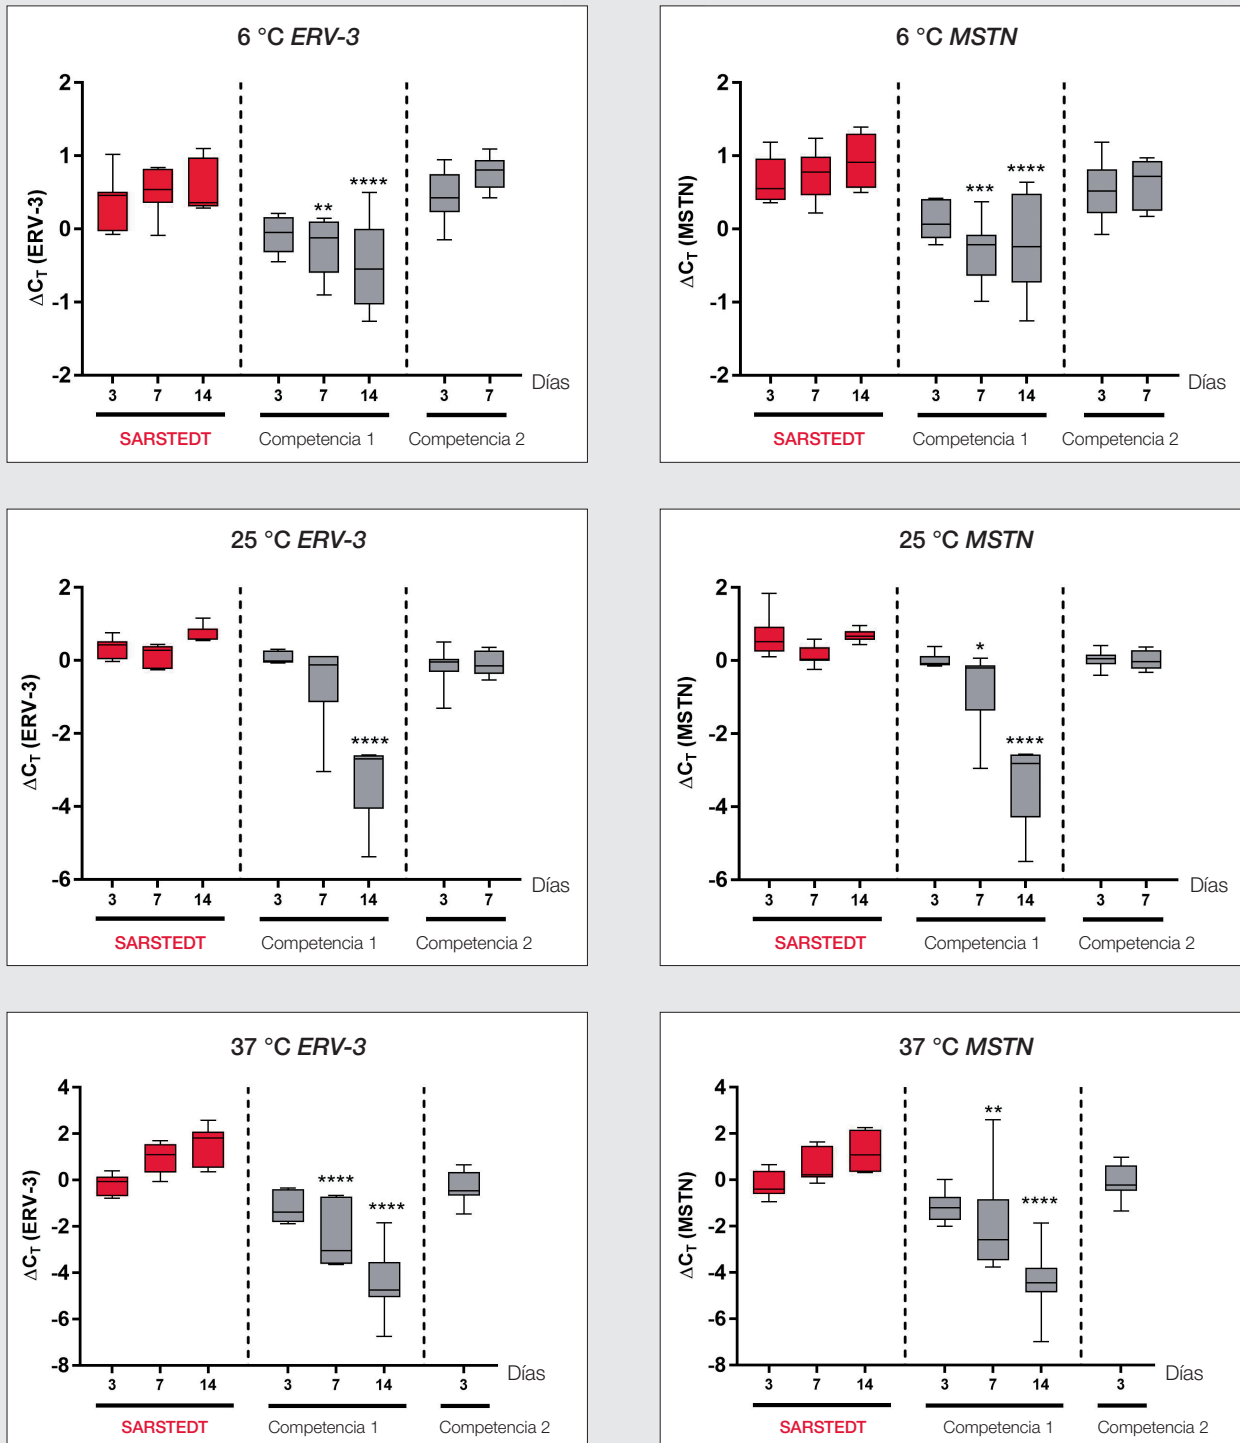 6 °C ERV-3
2
1
0
-1
-2
ΔCT (ERV-3)
**
****
3 7 14 3 7 14 3 7 Días
SARSTEDT Competencia 1 Competencia 2
6 °C MSTN
2
1
0
-1
-2
ΔCT (MSTN)
***
****
3 7 14 3 7 14 3 7 Días
SARSTEDT Competencia 1 Competencia 2
25 °C ERV-3
2
0
-2
-4
-6
ΔCT (ERV-3)
****
3 7 14 3 7 14 3 7 Días
SARSTEDT Competencia 1 Competencia 2
25 °C MSTN
2
0
-2
-4
-6
ΔCT (MSTN)
*
****
3 7 14 3 7 14 3 7 Días
SARSTEDT Competencia 1 Competencia 2
37 °C ERV-3
4
2
0
-2
-4
-6
-8
ΔCT (ERV-3)
****
****
3 7 14 3 7 14 3 Días
SARSTEDT Competencia 1 Competencia 2
37 °C MSTN
4
2
0
-2
-4
-6
-8
ΔCT (MSTN)
**
****
3 7 14 3 7 14 3 Días
SARSTEDT Competencia 1 Competencia 2